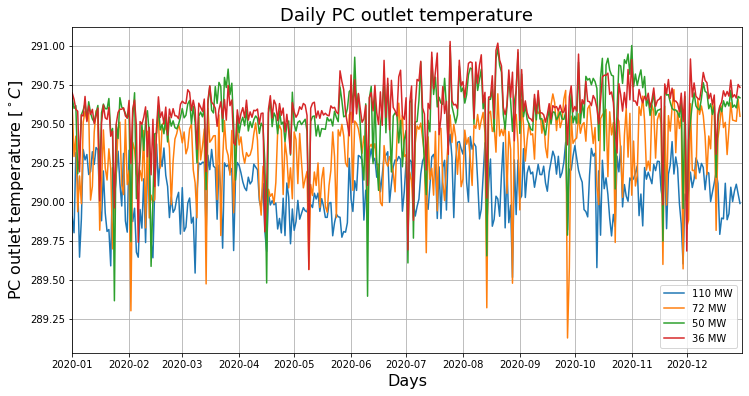 Daily PC outlet temperature
PC outlet temperature [°C]
291.00
290.75
290.50
290.25
290.00
289.75
289.50
289.25
2020-01 2020-02 2020-03 2020-04 2020-05 2020-06 2020-07 2020-08 2020-09 2020-10 2020-11 2020-12
Days
110 MW
72 MW
50 MW
36 MW